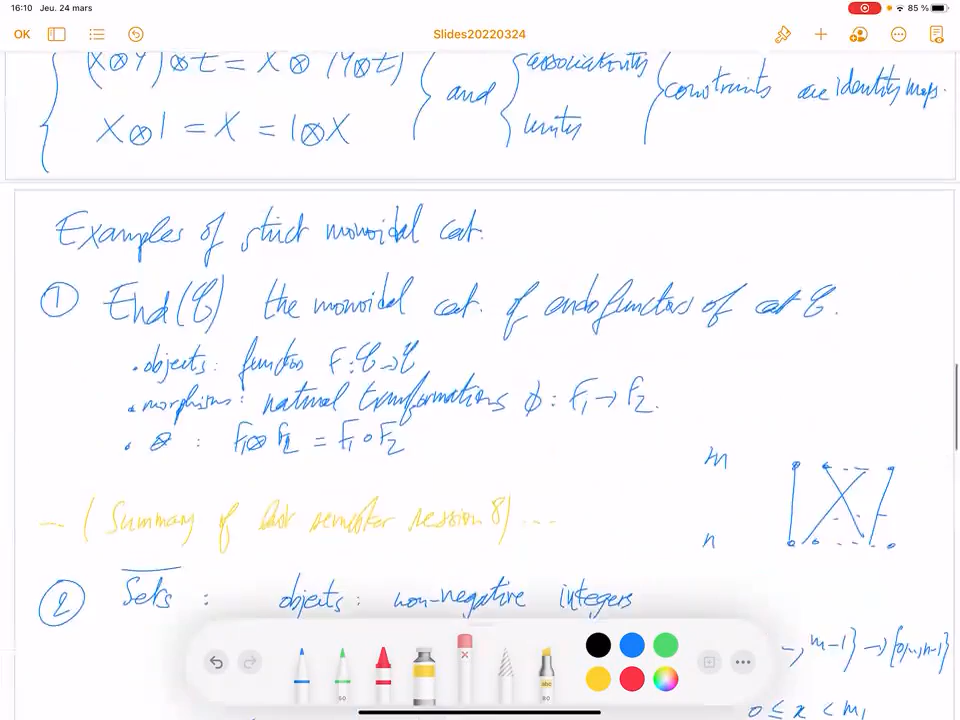 16:10 Jeu. 24 mars
85 %
OK
Slides20220324
(X⊗Y)⊗Z = X⊗(Y⊗Z) and associativity constraints are identity maps.
X⊗1 = X = 1⊗X units
Examples of strict monoidal cat.
① End(𝒞) the monoidal cat. of endofunctors of cat 𝒞.
• objects: functors F: 𝒞 → 𝒞
• morphisms: natural transformations ϕ: F₁ → F₂.
• ⊗ : F₁⊗F₂ = F₁∘F₂
m
-- (Summary of last semester session 8) ...
n
② Sets : objects: non-negative integers
--, m-1} → {0,..,n-1}
0 ≤ x < m,
50
abc
80